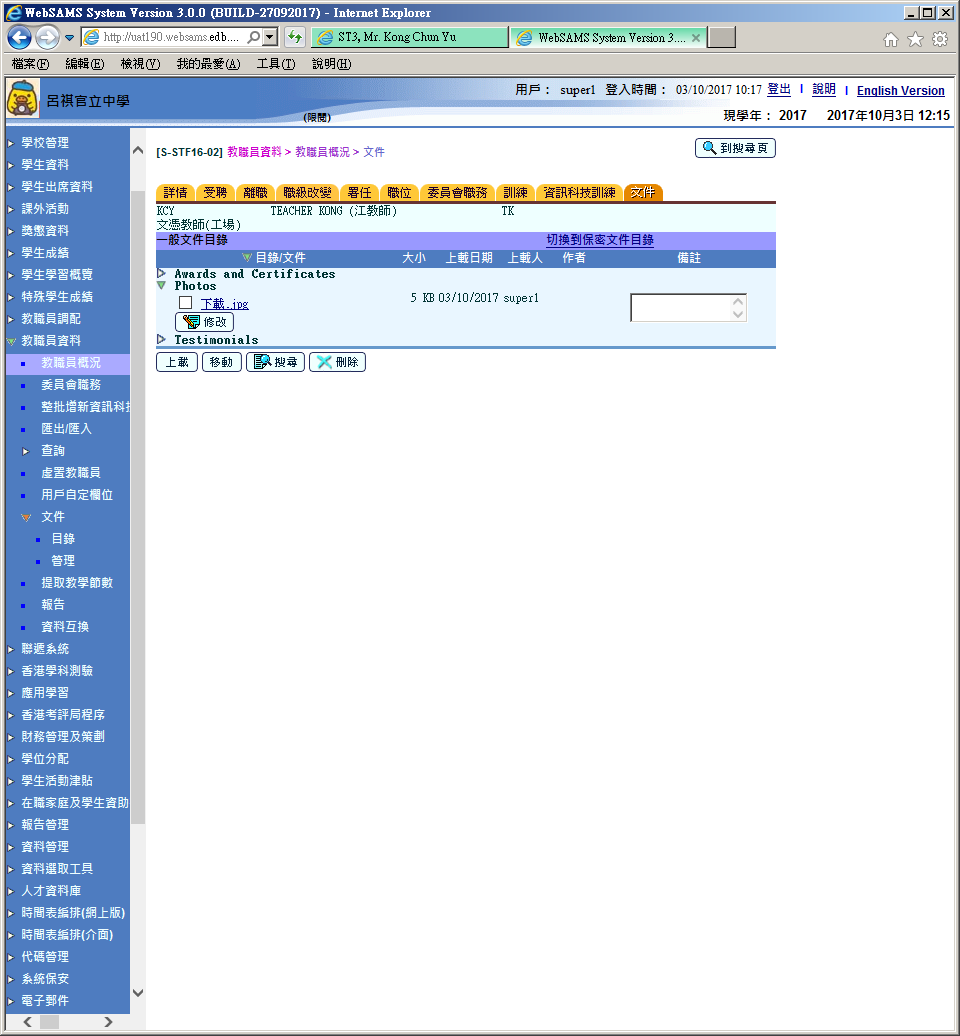 WebSAMS System Version 3.0.0 (BUILD-27092017) - Internet Explorer
http://uat190.websams.edb.... ST3, Mr. Kong Chun Yu WebSAMS System Version 3....
檔案(F) 編輯(E) 檢視(V) 我的最愛(A) 工具(T) 說明(H)
呂祺官立中學
用戶： super1 登入時間： 03/10/2017 10:17 登出 I 說明 I English Version
(限閱)
現學年： 2017 2017年10月3日 12:15
學校管理
學生資料
學生出席資料
課外活動
獎懲資料
學生成績
學生學習概覽
特殊學生成績
教職員調配
教職員資料
教職員概況
委員會職務
整批增新資訊科技
匯出/匯入
查詢
虛置教職員
用戶自定欄位
文件
目錄
管理
提取教學節數
報告
資料互換
聯遞系統
香港學科測驗
應用學習
香港考評局程序
財務管理及策劃
學位分配
學生活動津貼
在職家庭及學生資助
報告管理
資料管理
資料選取工具
人才資料庫
時間表編排(網上版)
時間表編排(介面)
代碼管理
系統保安
電子郵件
[S-STF16-02] 教職員資料 > 教職員概況 > 文件
到搜尋頁
詳情 受聘 離職 職級改變 署任 職位 委員會職務 訓練 資訊科技訓練 文件
KCY TEACHER KONG (江教師) TK
文憑教師(工場)
一般文件目錄 切換到保密文件目錄
目錄/文件 大小 上載日期 上載人 作者 備註
Awards and Certificates
Photos
下載.jpg 5 KB 03/10/2017 super1
修改
Testimonials
上載 移動 搜尋 刪除